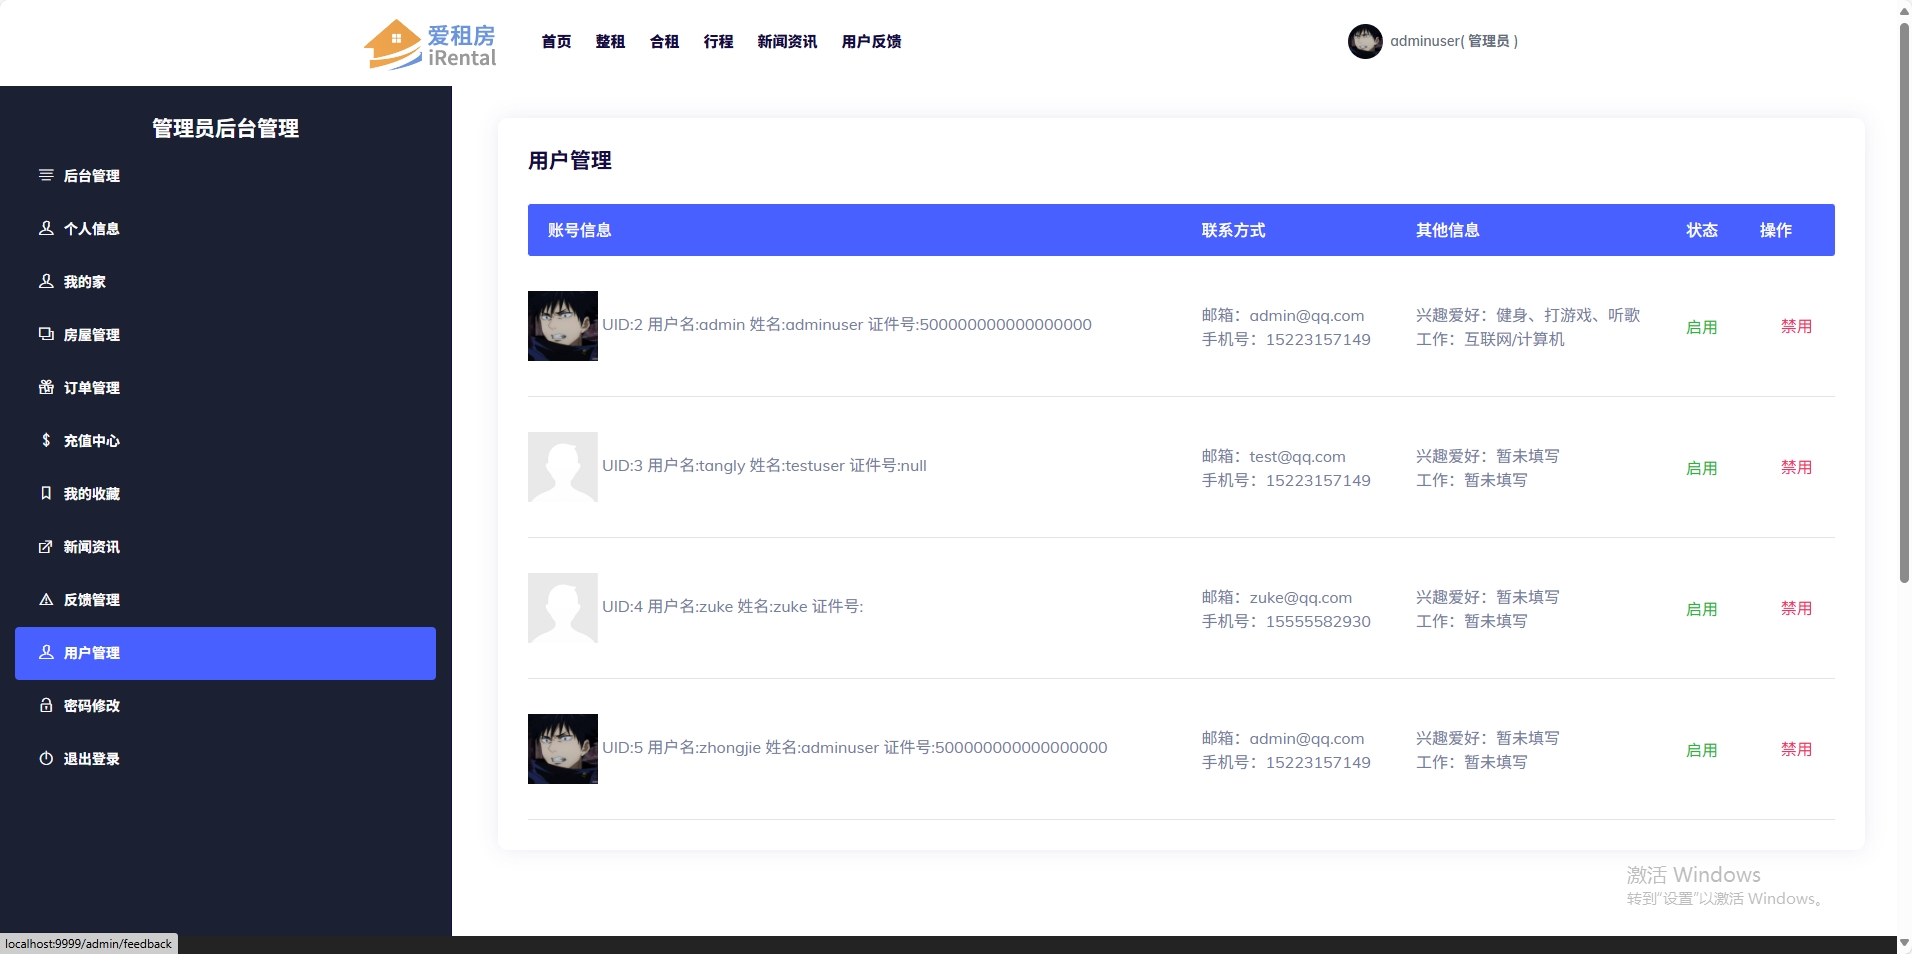 爱租房
iRental
首页 整租 合租 行程 新闻资讯 用户反馈
adminuser( 管理员 )
管理员后台管理
后台管理
个人信息
我的家
房屋管理
订单管理
充值中心
我的收藏
新闻资讯
反馈管理
用户管理
密码修改
退出登录
用户管理
账号信息 联系方式 其他信息 状态 操作
UID:2 用户名:admin 姓名:adminuser 证件号:500000000000000000
邮箱：admin@qq.com
手机号：15223157149
兴趣爱好：健身、打游戏、听歌
工作：互联网/计算机
启用
禁用
UID:3 用户名:tangly 姓名:testuser 证件号:null
邮箱：test@qq.com
手机号：15223157149
兴趣爱好：暂未填写
工作：暂未填写
启用
禁用
UID:4 用户名:zuke 姓名:zuke 证件号:
邮箱：zuke@qq.com
手机号：15555582930
兴趣爱好：暂未填写
工作：暂未填写
启用
禁用
UID:5 用户名:zhongjie 姓名:adminuser 证件号:500000000000000000
邮箱：admin@qq.com
手机号：15223157149
兴趣爱好：暂未填写
工作：暂未填写
启用
禁用
激活 Windows
转到"设置"以激活 Windows。
localhost:9999/admin/feedback